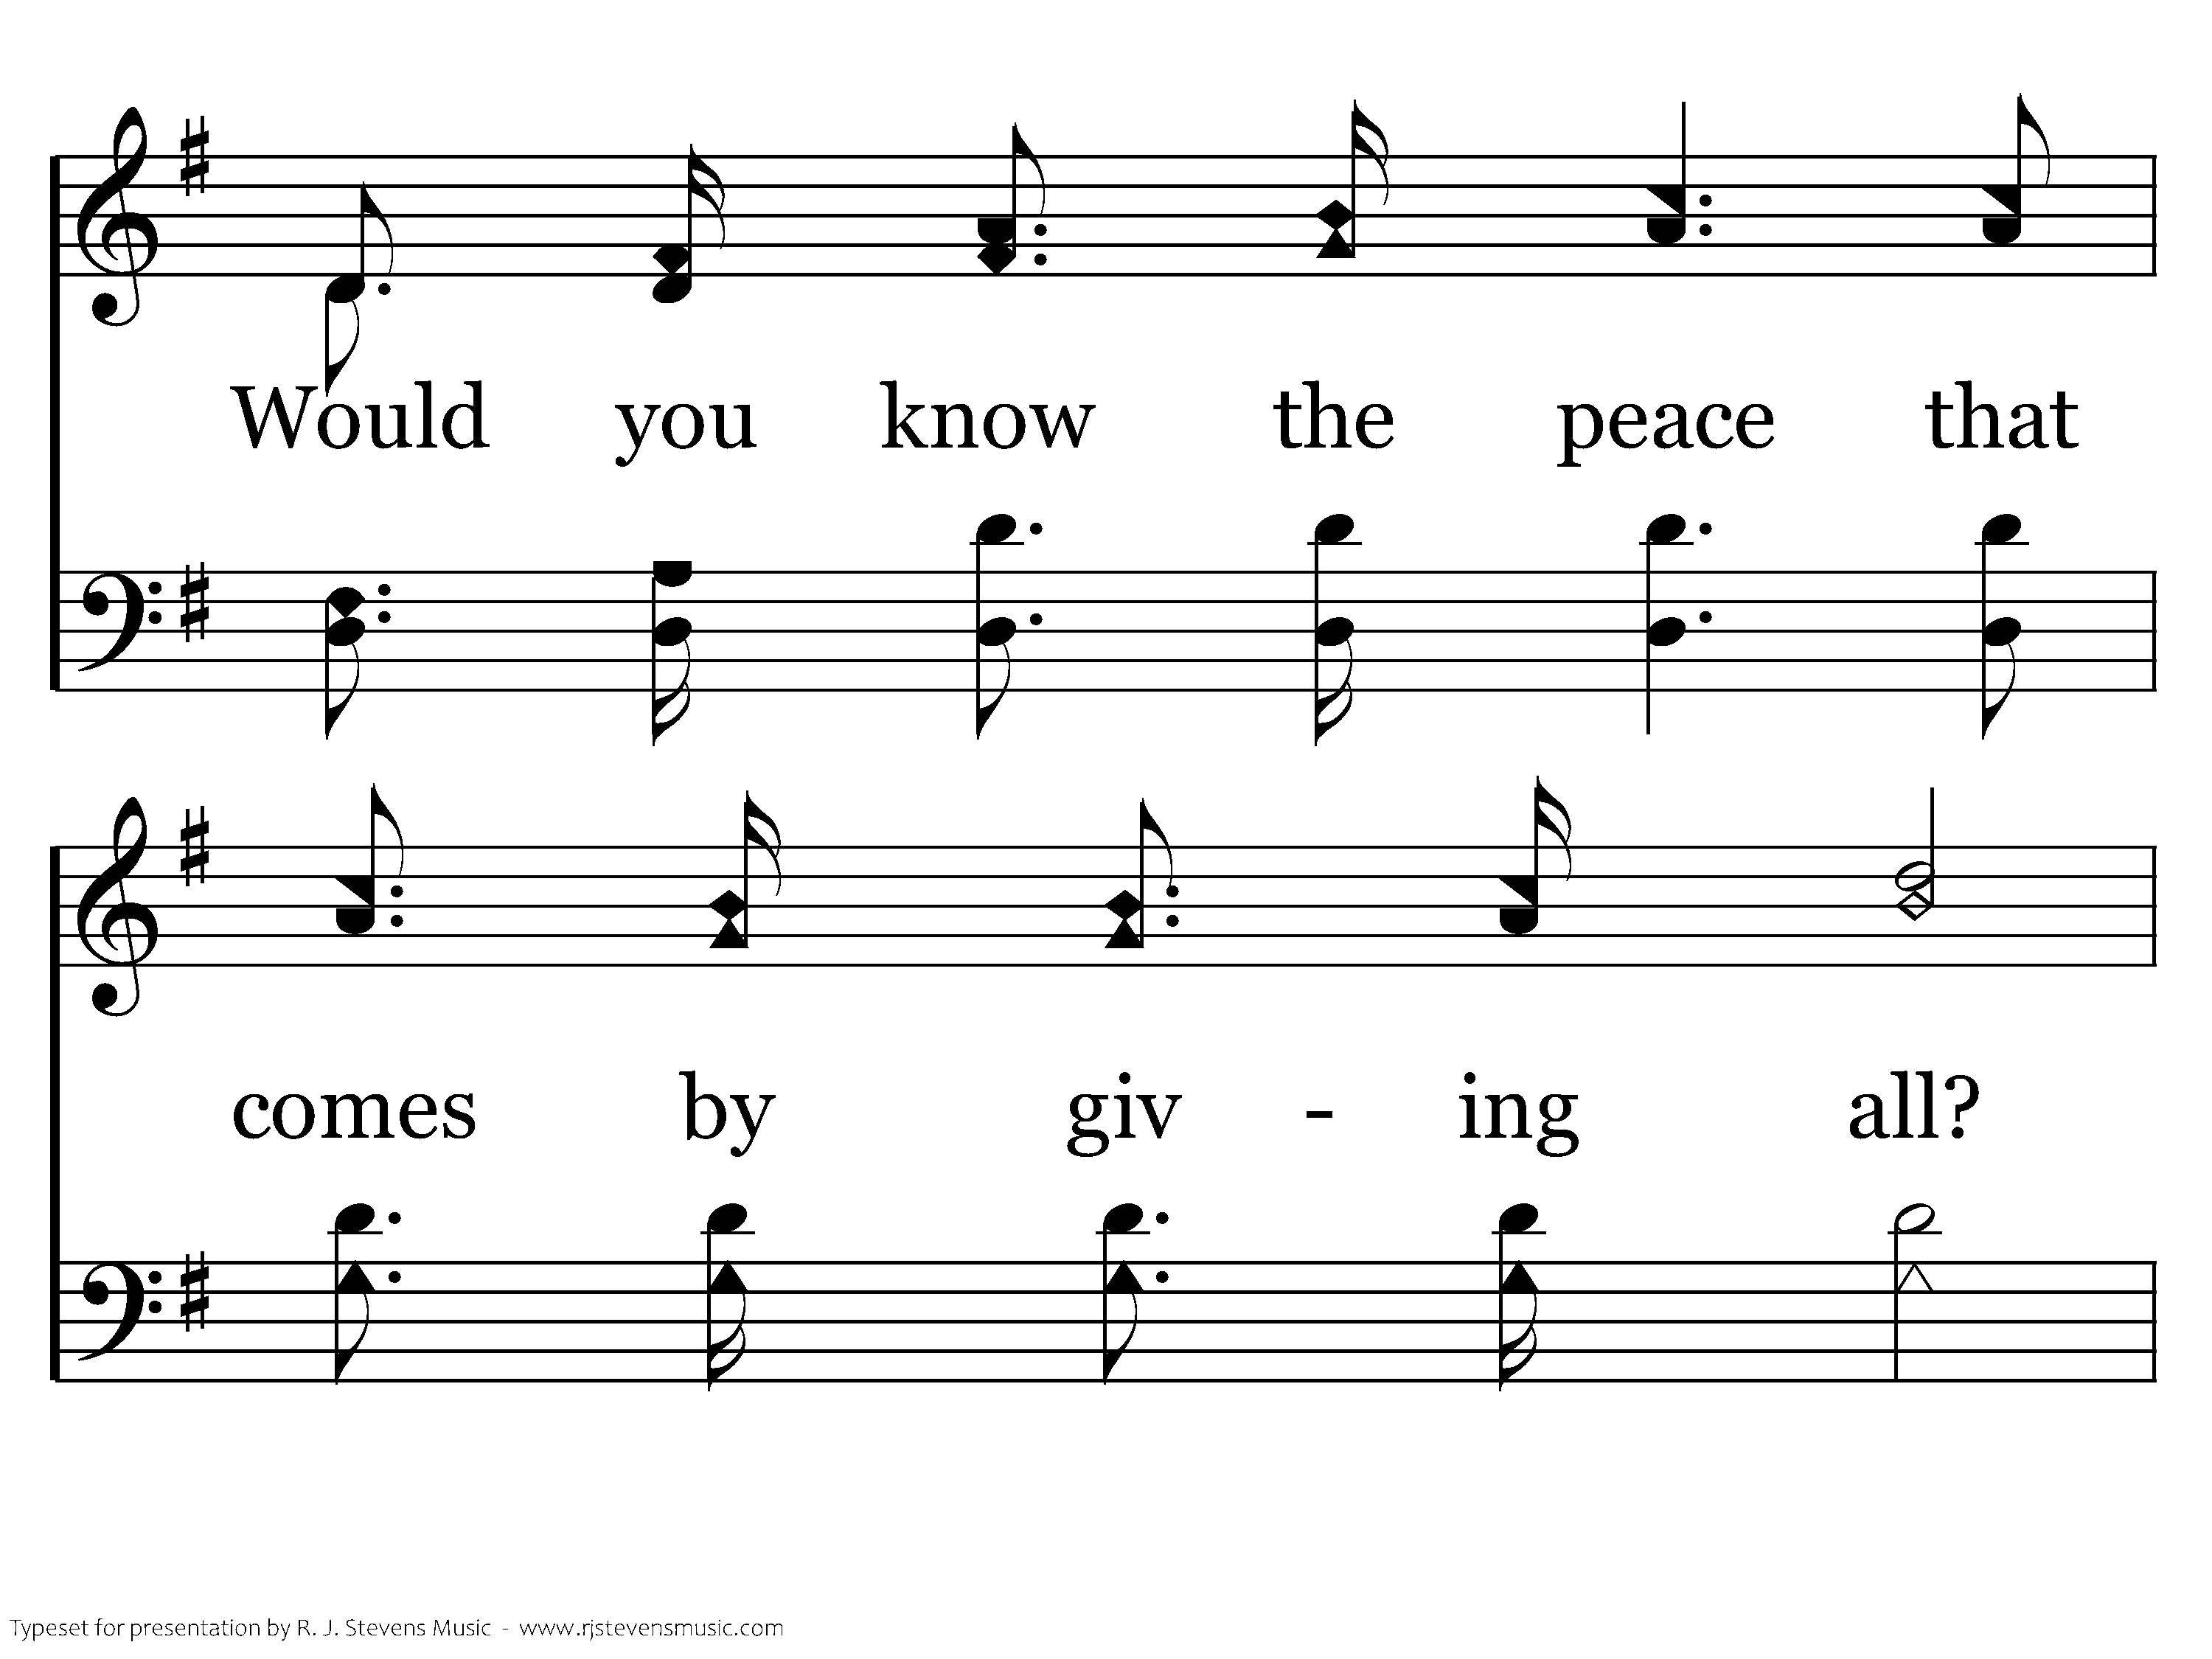 Would you know the peace that
comes by giv - ing all?
Typeset for presentation by R. J. Stevens Music - www.rjstevensmusic.com